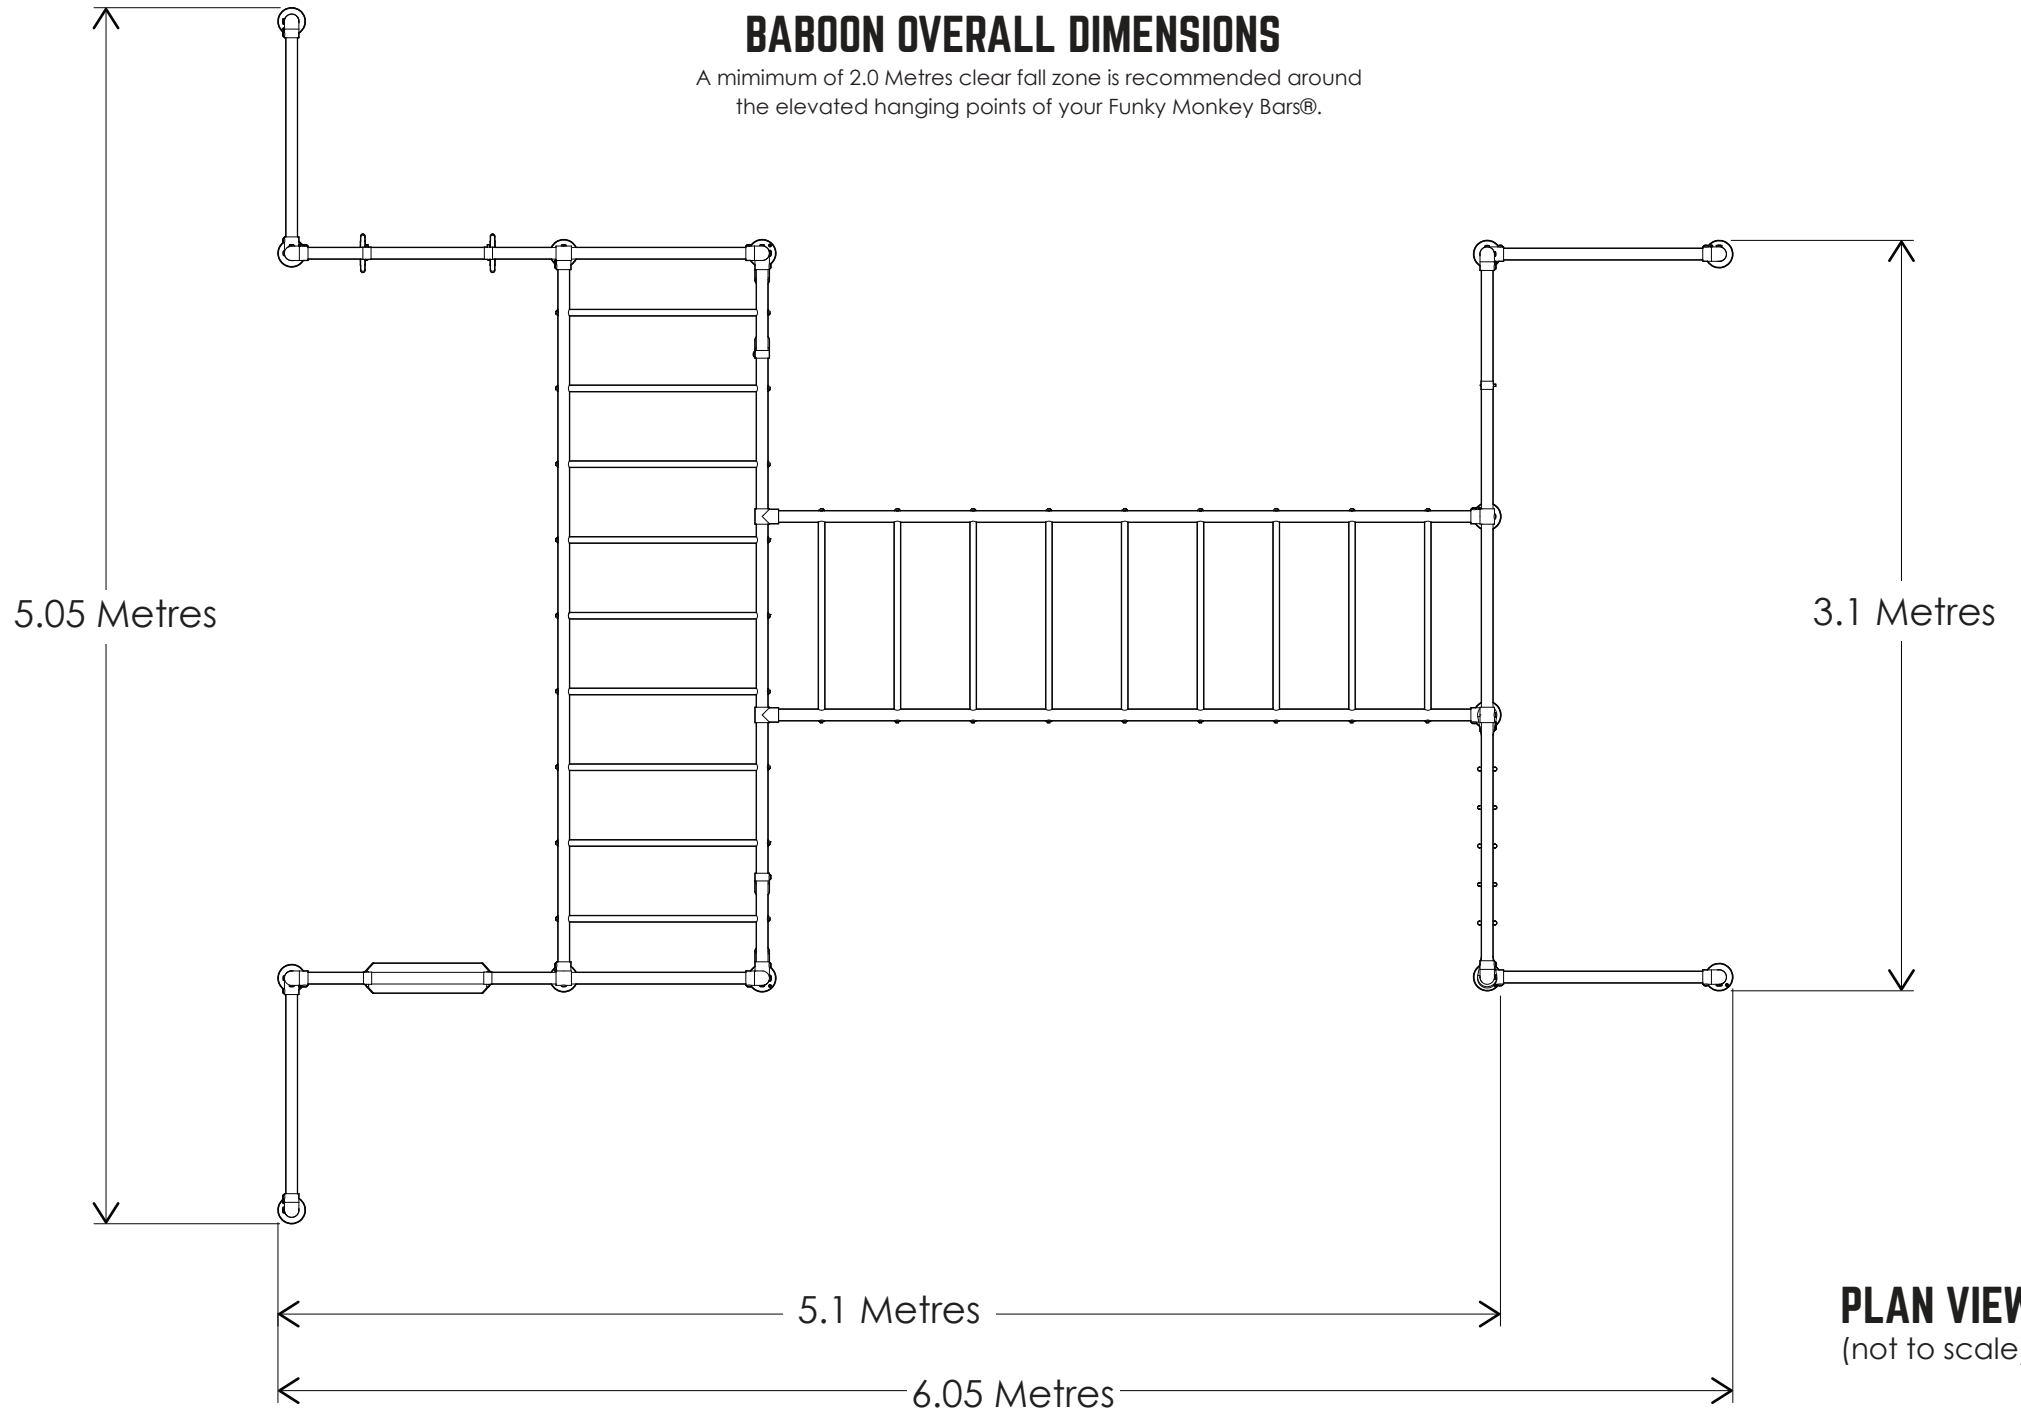 BABOON OVERALL DIMENSIONS
A mimimum of 2.0 Metres clear fall zone is recommended around
the elevated hanging points of your Funky Monkey Bars®.
5.05 Metres
3.1 Metres
5.1 Metres
6.05 Metres
PLAN VIEW
(not to scale)